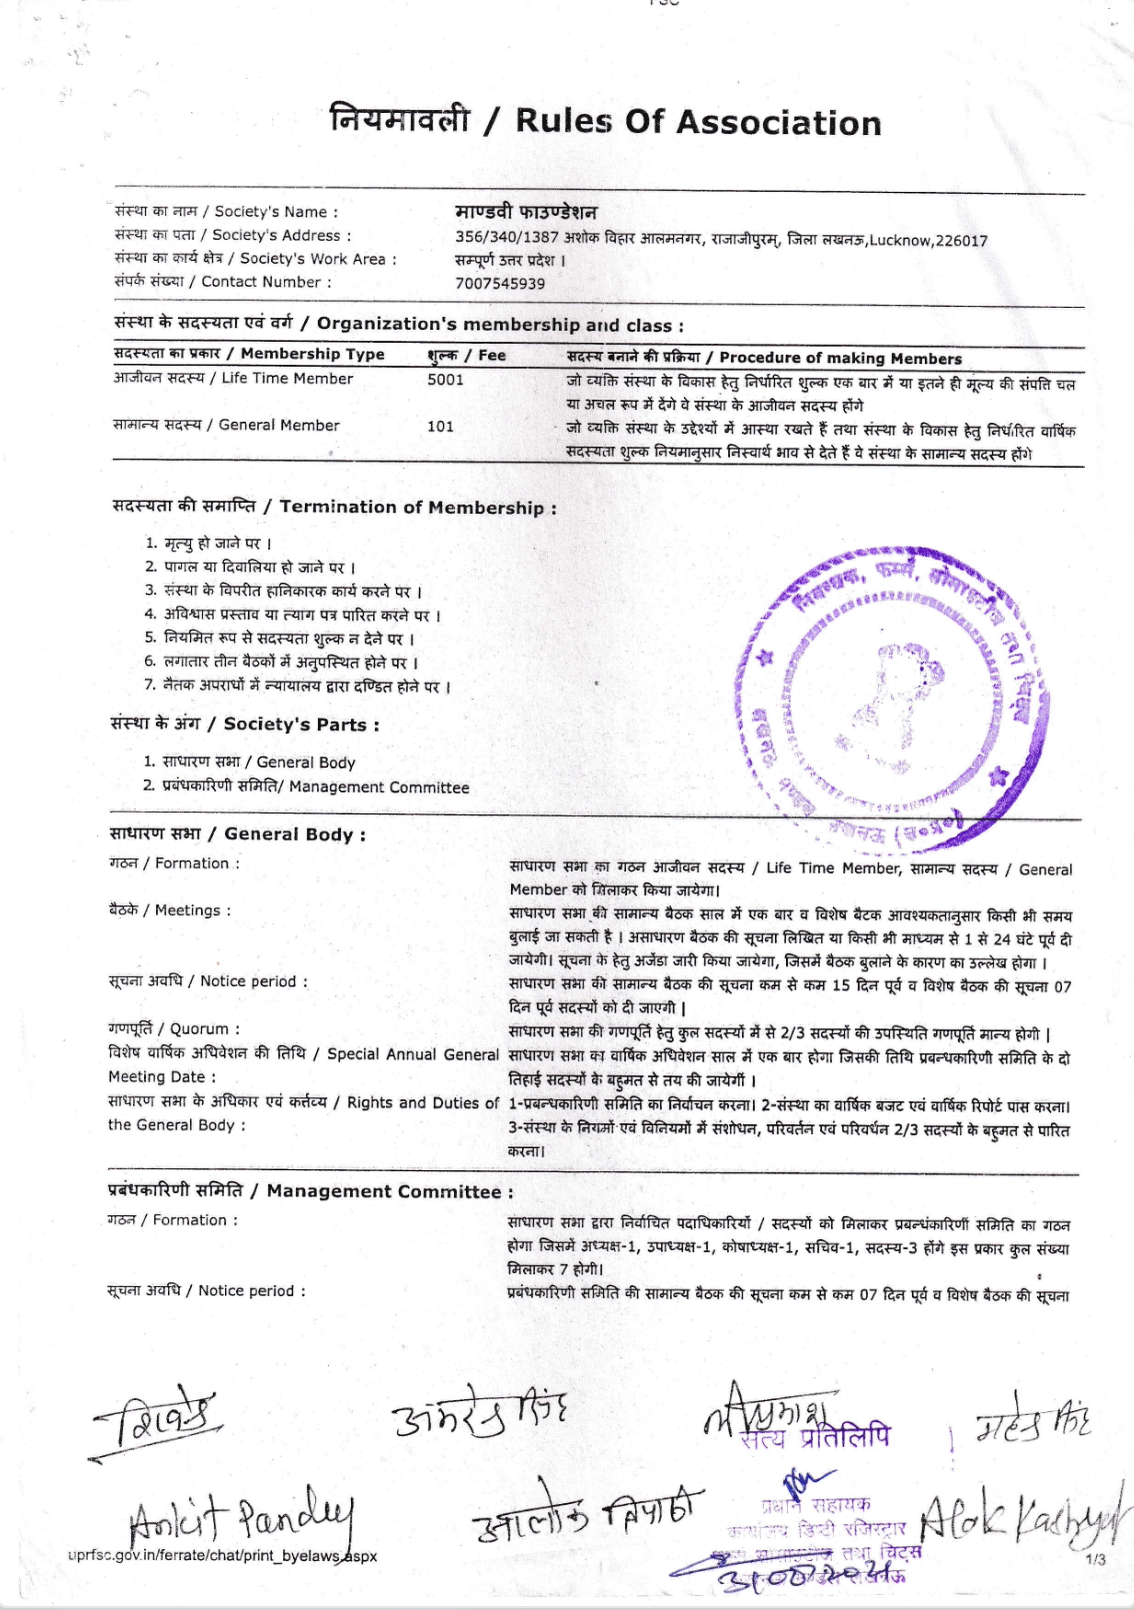 नियमावली / Rules Of Association
संस्था का नाम / Society's Name : माण्डवी फाउण्डेशन
संस्था का पता / Society's Address : 356/340/1387 अशोक विहार आलमनगर, राजाजीपुरम्, जिला लखनऊ,Lucknow,226017
संस्था का कार्य क्षेत्र / Society's Work Area : सम्पूर्ण उत्तर प्रदेश ।
संपर्क संख्या / Contact Number : 7007545939
संस्था के सदस्यता एवं वर्ग / Organization's membership and class :
सदस्यता का प्रकार / Membership Type शुल्क / Fee सदस्य बनाने की प्रक्रिया / Procedure of making Members
आजीवन सदस्य / Life Time Member 5001 जो व्यक्ति संस्था के विकास हेतु निर्धारित शुल्क एक बार में या इतने ही मूल्य की संपत्ति चल
या अचल रूप में देंगे वे संस्था के आजीवन सदस्य होंगे
सामान्य सदस्य / General Member 101 जो व्यक्ति संस्था के उद्देश्यों में आस्था रखते हैं तथा संस्था के विकास हेतु निर्धारित वार्षिक
सदस्यता शुल्क नियमानुसार निस्वार्थ भाव से देते हैं वे संस्था के सामान्य सदस्य होंगे
सदस्यता की समाप्ति / Termination of Membership :
1. मृत्यु हो जाने पर ।
2. पागल या दिवालिया हो जाने पर ।
3. संस्था के विपरीत हानिकारक कार्य करने पर ।
4. अविश्वास प्रस्ताव या त्याग पत्र पारित करने पर ।
5. नियमित रूप से सदस्यता शुल्क न देने पर ।
6. लगातार तीन बैठकों में अनुपस्थित होने पर ।
7. नैतक अपराधों में न्यायालय द्वारा दण्डित होने पर ।
निबन्धक, फर्म्स, सोसाइटीज तथा चिट्स
लखनऊ मण्डल लखनऊ (उ०प्र०)
संस्था के अंग / Society's Parts :
1. साधारण सभा / General Body
2. प्रबंधकारिणी समिति/ Management Committee
साधारण सभा / General Body :
गठन / Formation : साधारण सभा का गठन आजीवन सदस्य / Life Time Member, सामान्य सदस्य / General
Member को मिलाकर किया जायेगा।
बैठके / Meetings : साधारण सभा की सामान्य बैठक साल में एक बार व विशेष बैटक आवश्यकतानुसार किसी भी समय
बुलाई जा सकती है । असाधारण बैठक की सूचना लिखित या किसी भी माध्यम से 1 से 24 घंटे पूर्व दी
जायेगी। सूचना के हेतु अजेंडा जारी किया जायेगा, जिसमें बैठक बुलाने के कारण का उल्लेख होगा ।
सूचना अवधि / Notice period : साधारण सभा की सामान्य बैठक की सूचना कम से कम 15 दिन पूर्व व विशेष बैठक की सूचना 07
दिन पूर्व सदस्यों को दी जाएगी |
गणपूर्ति / Quorum : साधारण सभा की गणपूर्ति हेतु कुल सदस्यों में से 2/3 सदस्यों की उपस्थिति गणपूर्ति मान्य होगी |
विशेष वार्षिक अधिवेशन की तिथि / Special Annual General साधारण सभा का वार्षिक अधिवेशन साल में एक बार होगा जिसकी तिथि प्रबन्धकारिणी समिति के दो
Meeting Date : तिहाई सदस्यों के बहुमत से तय की जायेगीं ।
साधारण सभा के अधिकार एवं कर्त्तव्य / Rights and Duties of 1-प्रबन्धकारिणी समिति का निर्वाचन करना। 2-संस्था का वार्षिक बजट एवं वार्षिक रिपोर्ट पास करना।
the General Body : 3-संस्था के नियमों एवं विनियमों में संशोधन, परिवर्तन एवं परिवर्धन 2/3 सदस्यों के बहुमत से पारित
करना।
प्रबंधकारिणी समिति / Management Committee :
गठन / Formation : साधारण सभा द्वारा निर्वाचित पदाधिकारियों / सदस्यों को मिलाकर प्रबन्धंकारिणीं समिति का गठन
होगा जिसमें अध्यक्ष-1, उपाध्यक्ष-1, कोषाध्यक्ष-1, सचिव-1, सदस्य-3 होंगे इस प्रकार कुल संख्या
मिलाकर 7 होगी।
सूचना अवधि / Notice period : प्रबंधकारिणी समिति की सामान्य बैठक की सूचना कम से कम 07 दिन पूर्व व विशेष बैठक की सूचना
अमरेन्द्र सिंह महेन्द्र सिंह
सत्य प्रतिलिपि
Ankit Pandey आलोक त्रिपाठी Alok Kashyap
प्रधान सहायक
कार्यालय डिप्टी रजिस्ट्रार
तथा चिट्स
लखनऊ
uprfsc.gov.in/ferrate/chat/print_byelaws.aspx 1/3